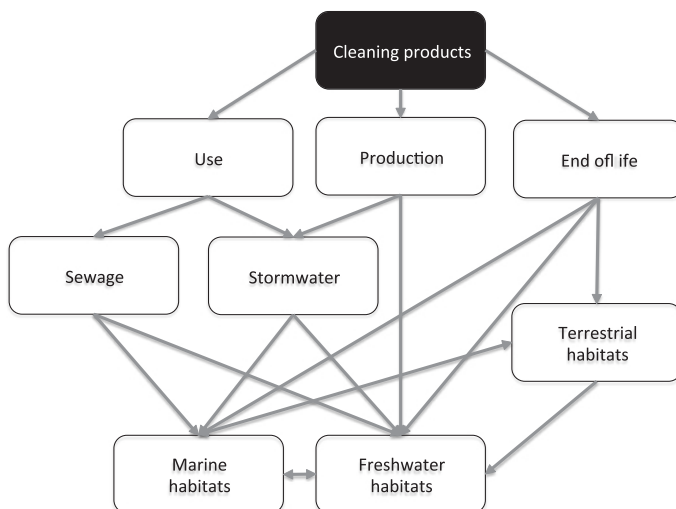 Cleaning products
Use
Production
End ofl ife
Sewage
Stormwater
Terrestrial
habitats
Marine
habitats
Freshwater
habitats